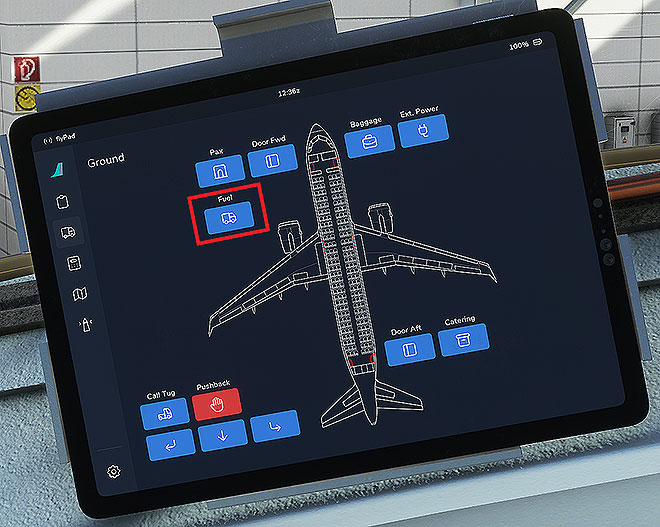 flyPad
12:36z
100%
Ground
Pax
Door Fwd
Baggage
Ext. Power
Fuel
Door Aft
Catering
Call Tug
Pushback